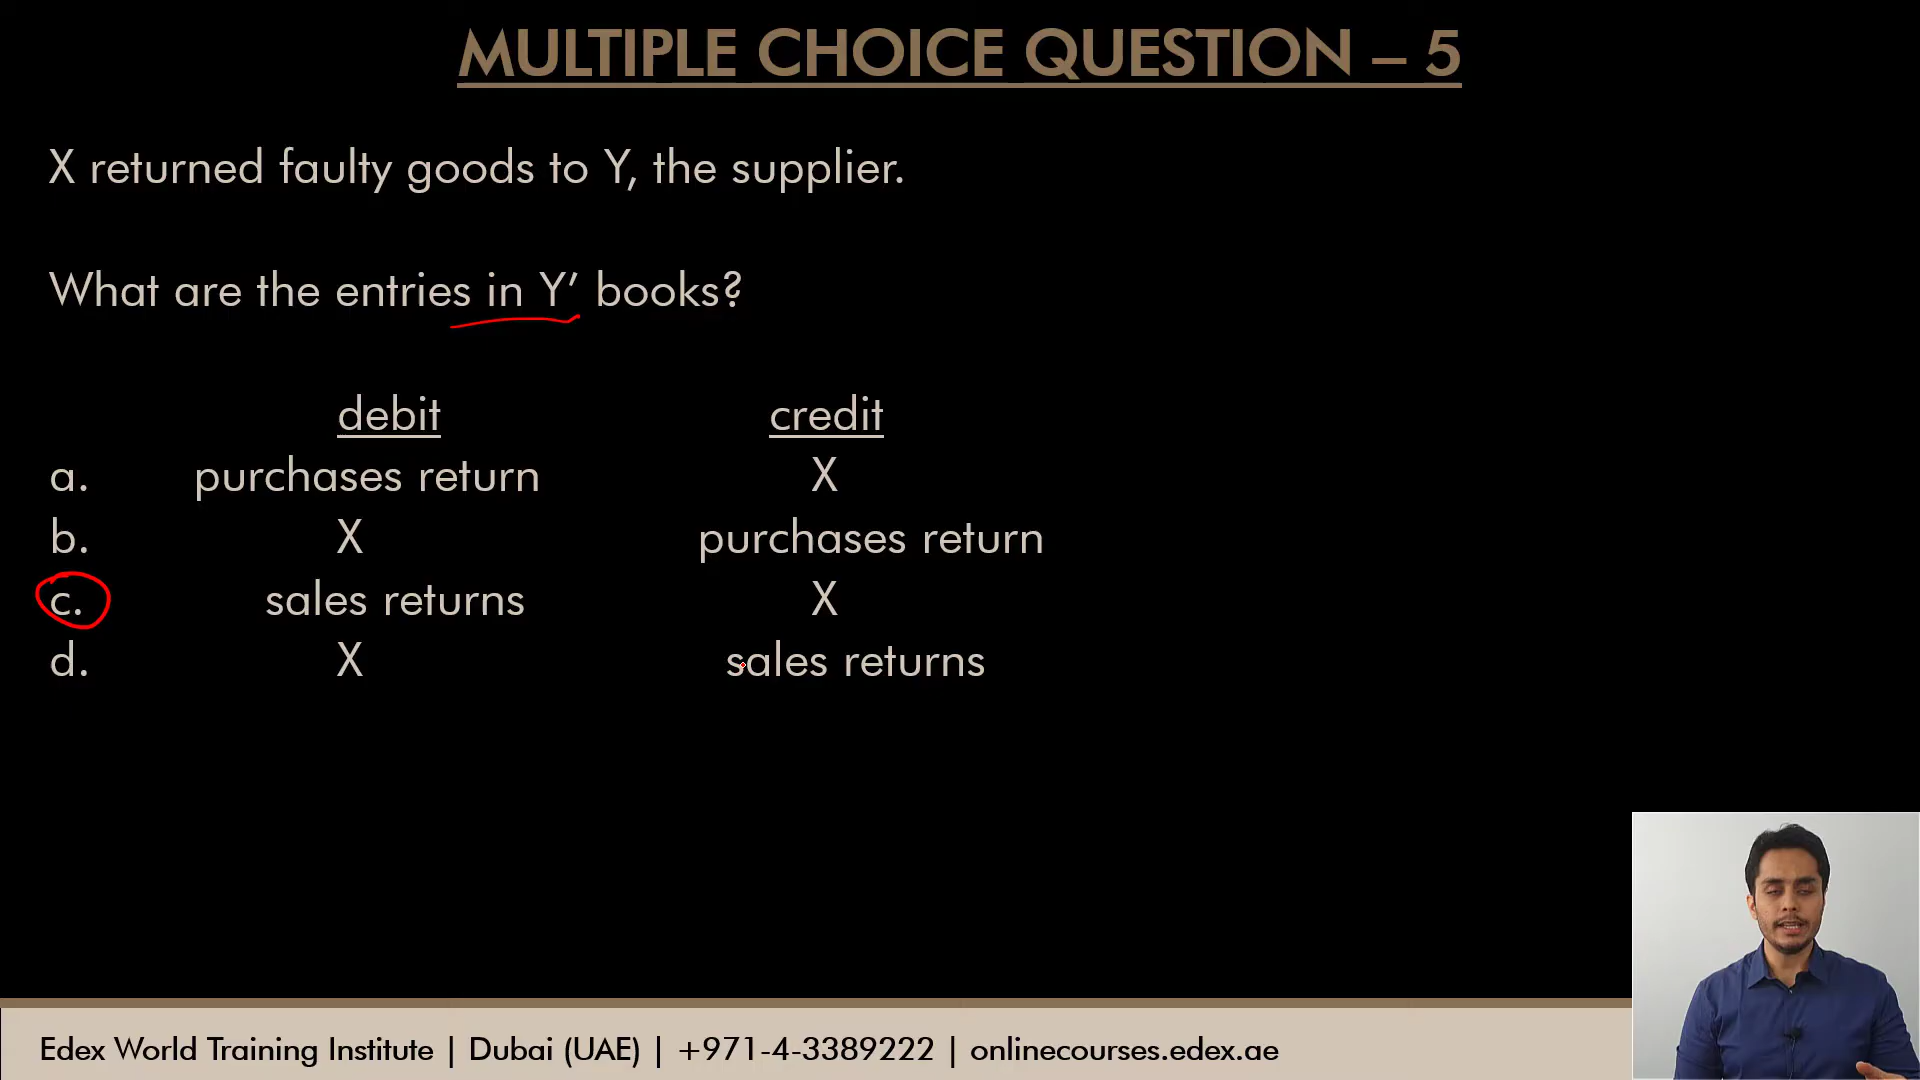 MULTIPLE CHOICE QUESTION – 5
X returned faulty goods to Y, the supplier.
What are the entries in Y’ books?
debit credit
a. purchases return X
b. X purchases return
c. sales returns X
d. X sales returns
Edex World Training Institute | Dubai (UAE) | +971-4-3389222 | onlinecourses.edex.ae